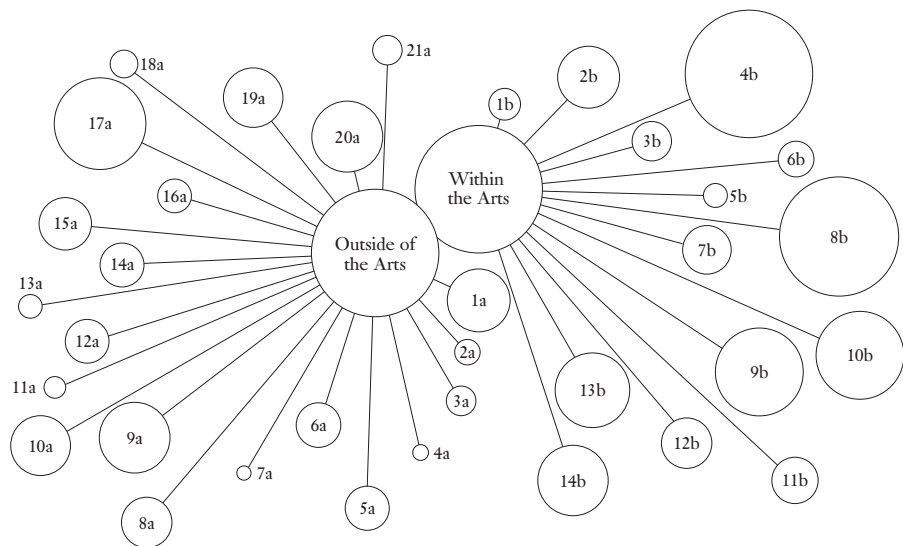 18a
21a
17a
19a
20a
1b
2b
4b
3b
6b
5b
Within
the Arts
16a
15a
14a
13a
Outside of
the Arts
7b
8b
1a
12a
2a
11a
3a
10a
9a
6a
7a
4a
8a
5a
13b
9b
10b
12b
14b
11b